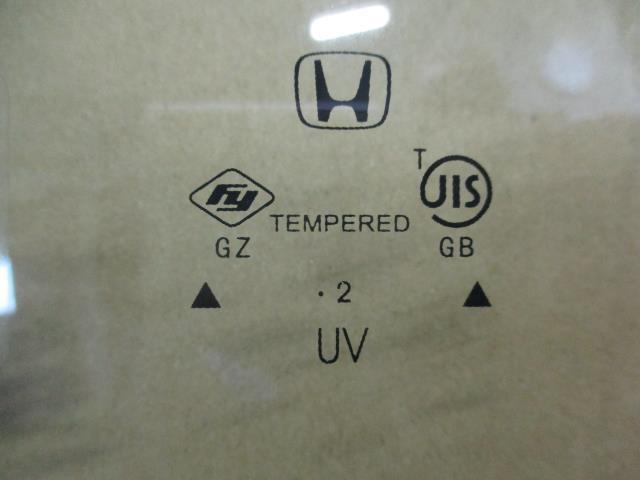 H
T JIS
FY TEMPERED
GZ GB
▲ . 2 ▲
UV